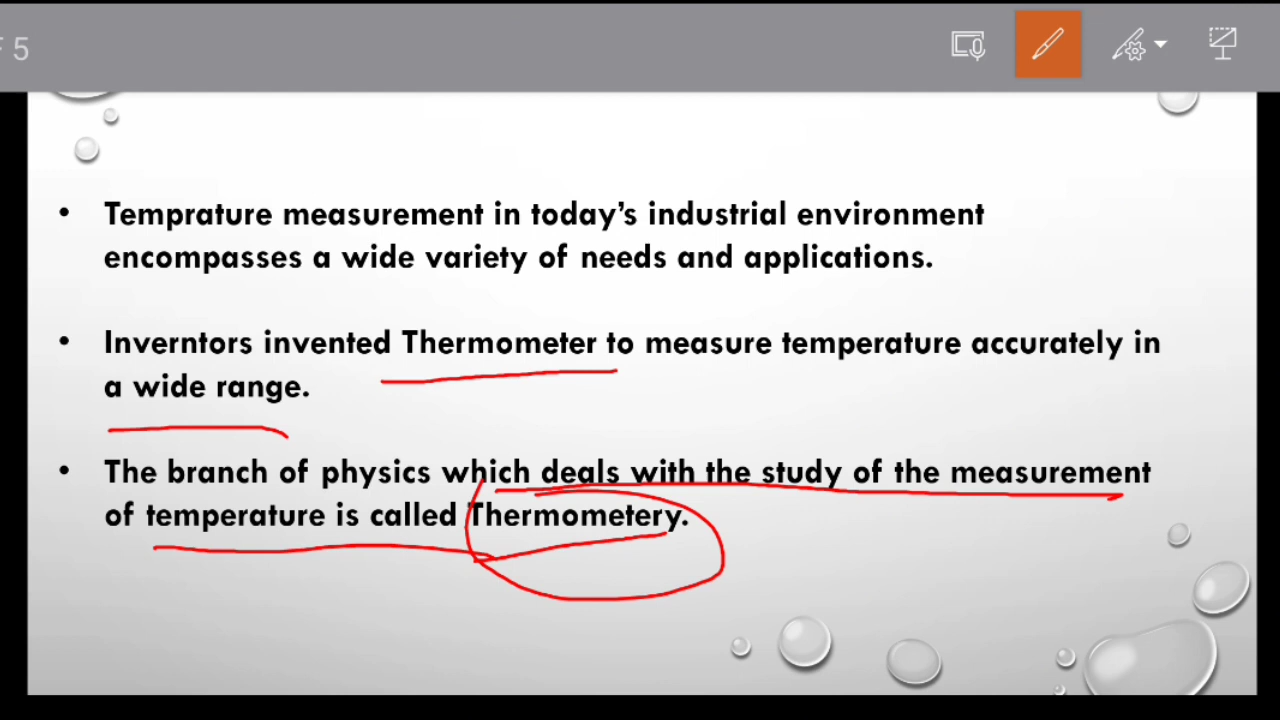 5
• Temprature measurement in today's industrial environment
encompasses a wide variety of needs and applications.
• Inverntors invented Thermometer to measure temperature accurately in
a wide range.
• The branch of physics which deals with the study of the measurement
of temperature is called Thermometery.